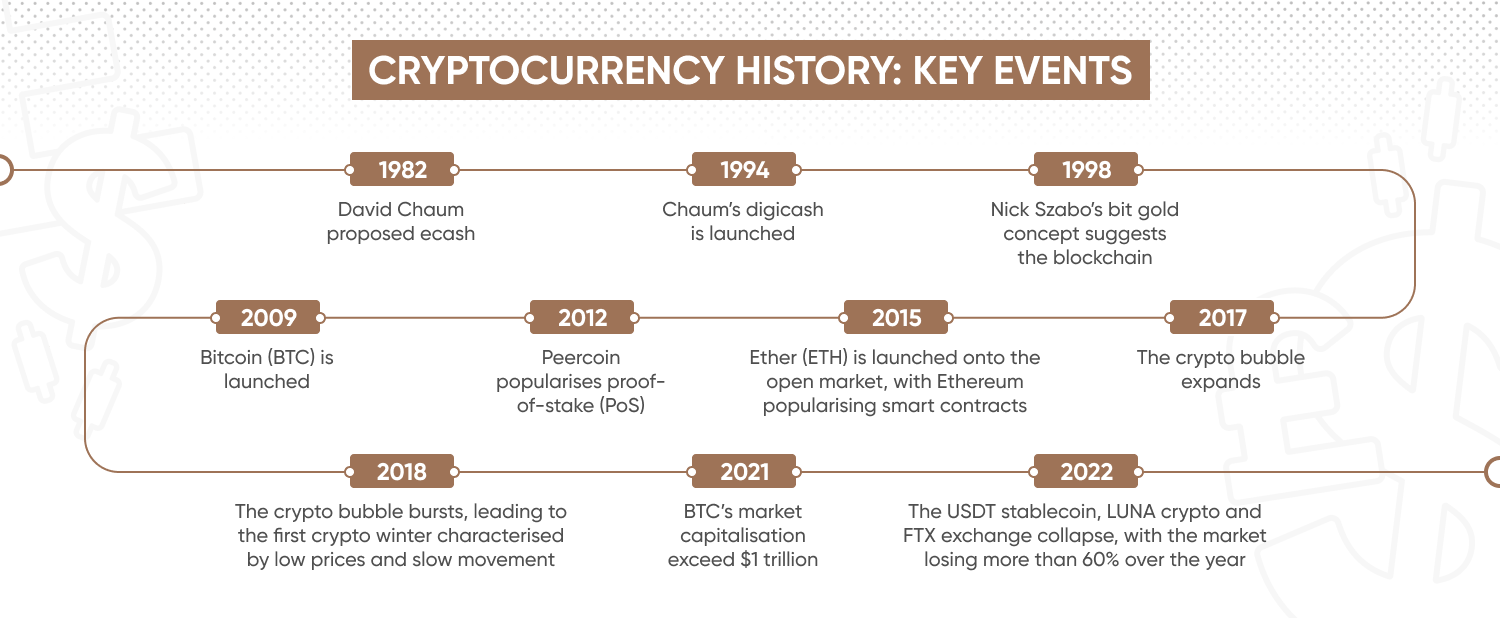 CRYPTOCURRENCY HISTORY: KEY EVENTS
1982
David Chaum
proposed ecash
1994
Chaum’s digicash
is launched
1998
Nick Szabo’s bit gold
concept suggests
the blockchain
2009
Bitcoin (BTC) is
launched
2012
Peercoin
popularises proof-
of-stake (PoS)
2015
Ether (ETH) is launched onto the
open market, with Ethereum
popularising smart contracts
2017
The crypto bubble
expands
2018
The crypto bubble bursts, leading to
the first crypto winter characterised
by low prices and slow movement
2021
BTC’s market
capitalisation
exceed $1 trillion
2022
The USDT stablecoin, LUNA crypto and
FTX exchange collapse, with the market
losing more than 60% over the year